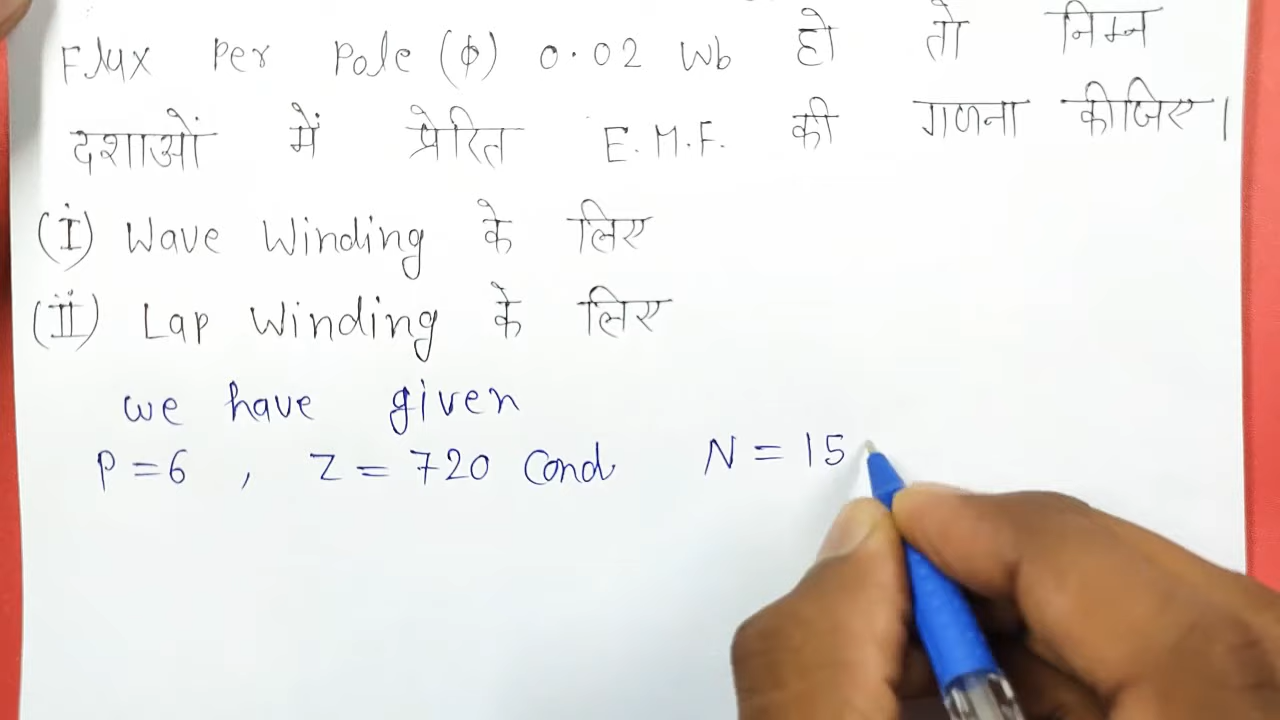 Flux Per Pole (ϕ) 0.02 Wb हो तो निम्न
दशाओं में प्रेरित E.M.F. की गणना कीजिए।
(i) Wave Winding के लिए
(ii) Lap Winding के लिए
we have given
P = 6 , Z = 720 Cond N = 15